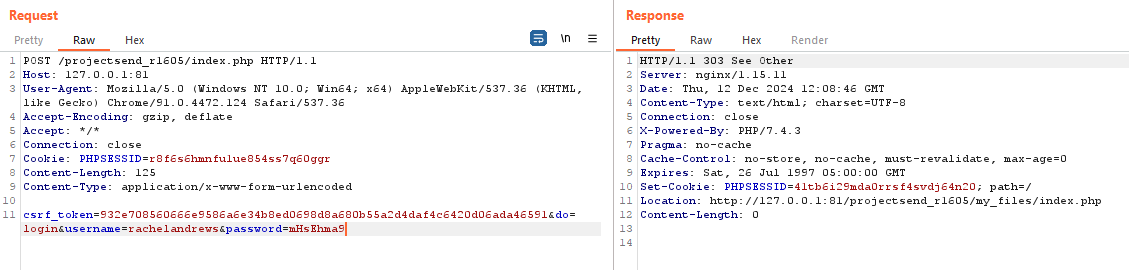 Request
Pretty Raw Hex
\n
1 POST /projectsend_r1605/index.php HTTP/1.1
2 Host: 127.0.0.1:81
3 User-Agent: Mozilla/5.0 (Windows NT 10.0; Win64; x64) AppleWebKit/537.36 (KHTML,
like Gecko) Chrome/91.0.4472.124 Safari/537.36
4 Accept-Encoding: gzip, deflate
5 Accept: */*
6 Connection: close
7 Cookie: PHPSESSID=r8f6s6hmnfulue854ss7q60ggr
8 Content-Length: 125
9 Content-Type: application/x-www-form-urlencoded
10
11 csrf_token=932e708560666e9586a6e34b8ed0698d8a680b55a2d4daf4c6420d06ada46591&do=
login&username=rachelandrews&password=mHsEhma9
Response
Pretty Raw Hex Render
1 HTTP/1.1 303 See Other
2 Server: nginx/1.15.11
3 Date: Thu, 12 Dec 2024 12:08:46 GMT
4 Content-Type: text/html; charset=UTF-8
5 Connection: close
6 X-Powered-By: PHP/7.4.3
7 Pragma: no-cache
8 Cache-Control: no-store, no-cache, must-revalidate, max-age=0
9 Expires: Sat, 26 Jul 1997 05:00:00 GMT
10 Set-Cookie: PHPSESSID=41tb6i29mda0rrsf4svdj64n20; path=/
11 Location: http://127.0.0.1:81/projectsend_r1605/my_files/index.php
12 Content-Length: 0
13
14